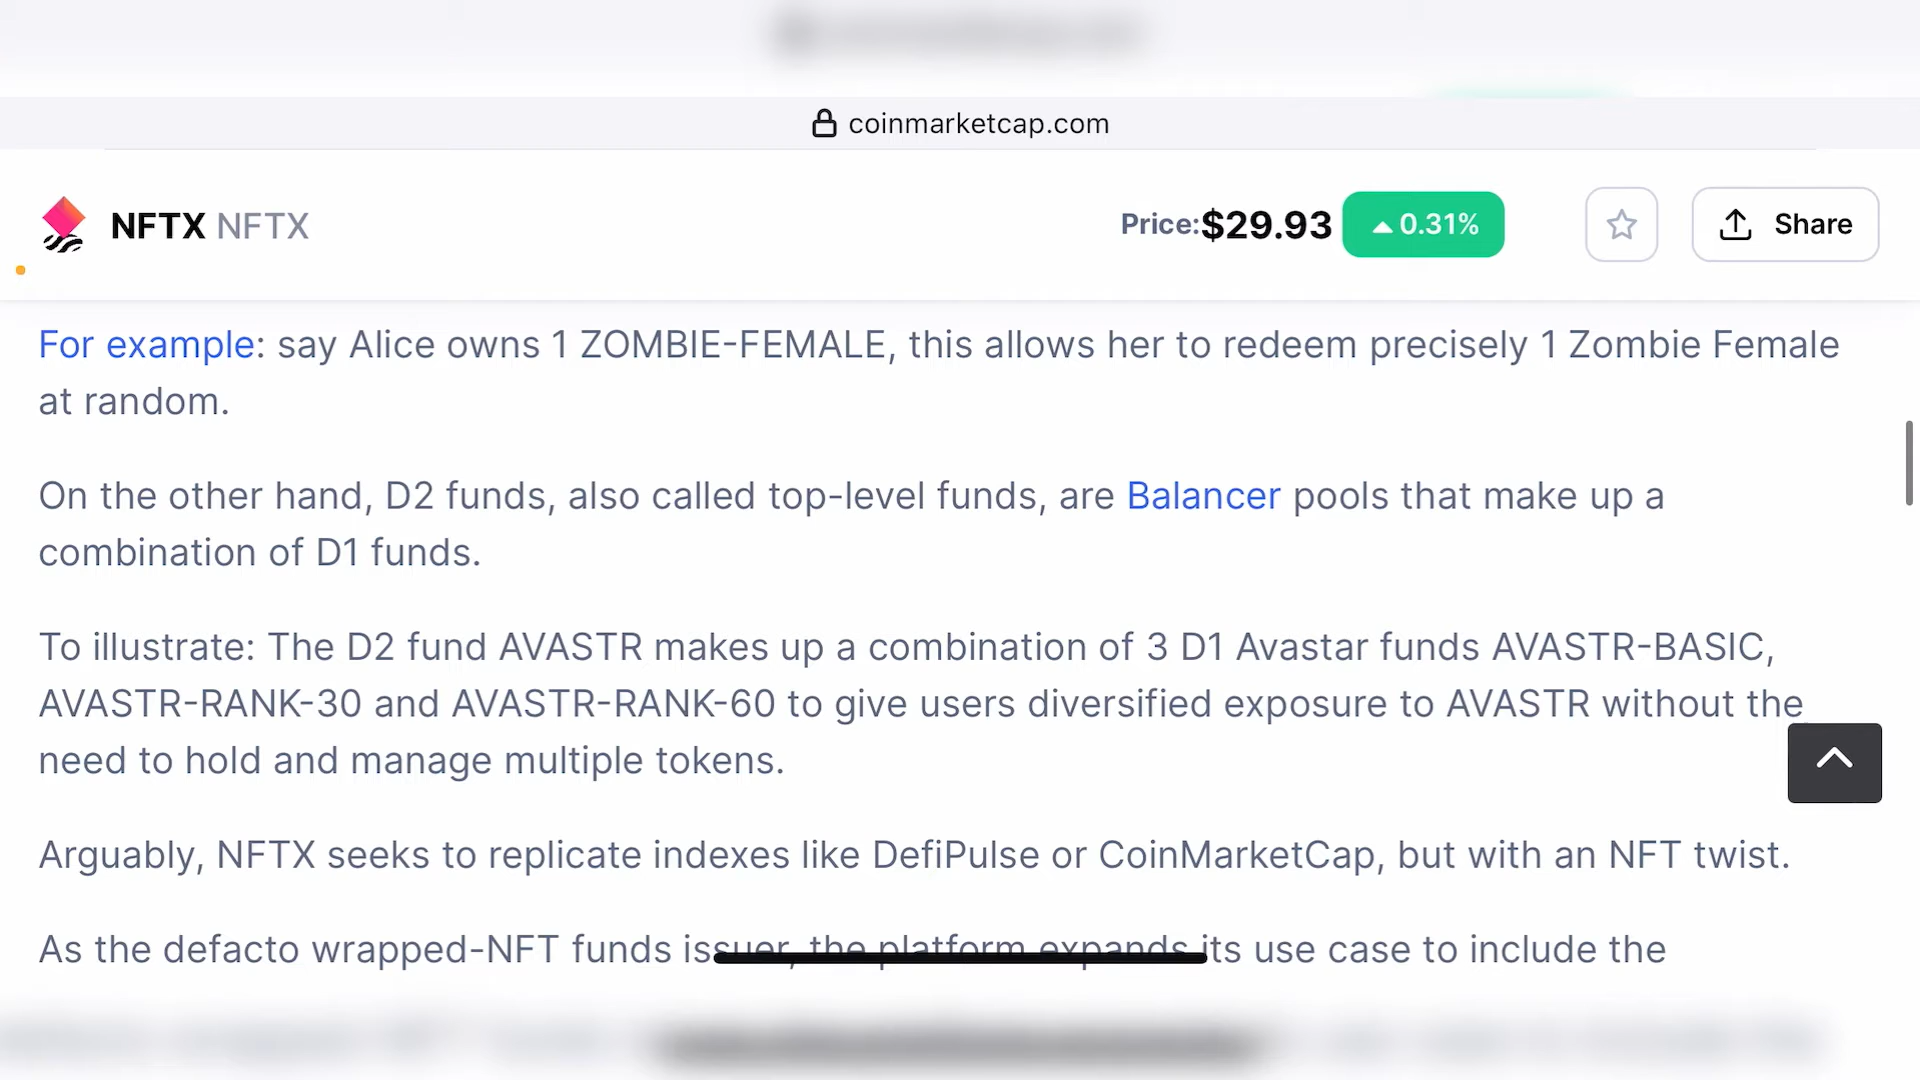 coinmarketcap.com
NFTX NFTX
Price:$29.93 0.31%
Share
For example: say Alice owns 1 ZOMBIE-FEMALE, this allows her to redeem precisely 1 Zombie Female
at random.
On the other hand, D2 funds, also called top-level funds, are Balancer pools that make up a
combination of D1 funds.
To illustrate: The D2 fund AVASTR makes up a combination of 3 D1 Avastar funds AVASTR-BASIC,
AVASTR-RANK-30 and AVASTR-RANK-60 to give users diversified exposure to AVASTR without the
need to hold and manage multiple tokens.
Arguably, NFTX seeks to replicate indexes like DefiPulse or CoinMarketCap, but with an NFT twist.
As the defacto wrapped-NFT funds issuer, the platform expands its use case to include the